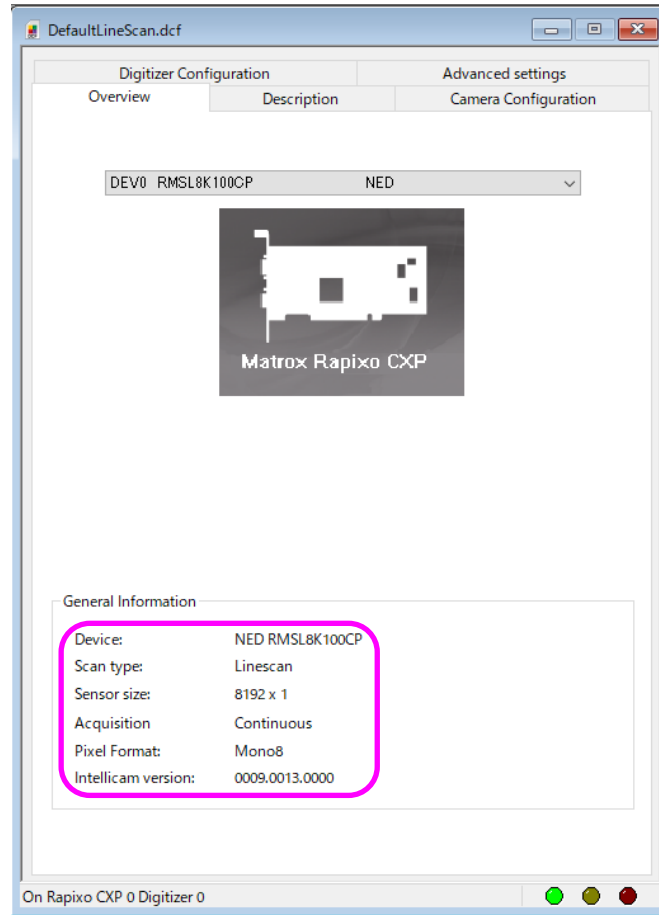 DefaultLineScan.dcf
Digitizer Configuration Advanced settings
Overview Description Camera Configuration
DEV0 RMSL8K100CP NED
Matrox Rapixo CXP
General Information
Device: NED RMSL8K100CP
Scan type: Linescan
Sensor size: 8192 x 1
Acquisition Continuous
Pixel Format: Mono8
Intellicam version: 0009.0013.0000
On Rapixo CXP 0 Digitizer 0